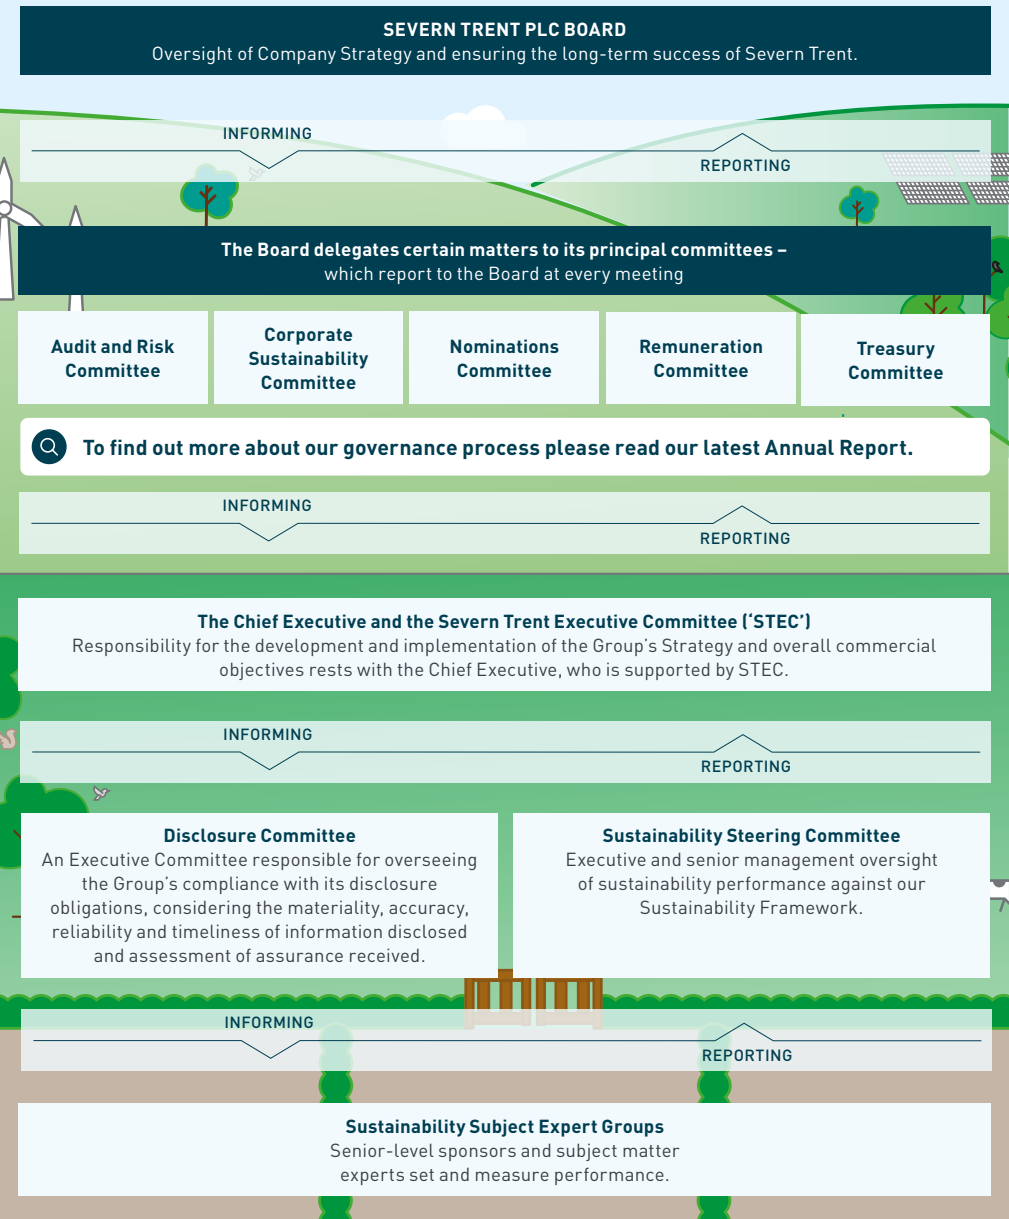 SEVERN TRENT PLC BOARD
Oversight of Company Strategy and ensuring the long-term success of Severn Trent.
INFORMING
REPORTING
The Board delegates certain matters to its principal committees –
which report to the Board at every meeting
Audit and Risk
Committee
Corporate
Sustainability
Committee
Nominations
Committee
Remuneration
Committee
Treasury
Committee
To find out more about our governance process please read our latest Annual Report.
INFORMING
REPORTING
The Chief Executive and the Severn Trent Executive Committee (‘STEC’)
Responsibility for the development and implementation of the Group’s Strategy and overall commercial
objectives rests with the Chief Executive, who is supported by STEC.
INFORMING
REPORTING
Disclosure Committee
An Executive Committee responsible for overseeing
the Group’s compliance with its disclosure
obligations, considering the materiality, accuracy,
reliability and timeliness of information disclosed
and assessment of assurance received.
Sustainability Steering Committee
Executive and senior management oversight
of sustainability performance against our
Sustainability Framework.
INFORMING
REPORTING
Sustainability Subject Expert Groups
Senior-level sponsors and subject matter
experts set and measure performance.